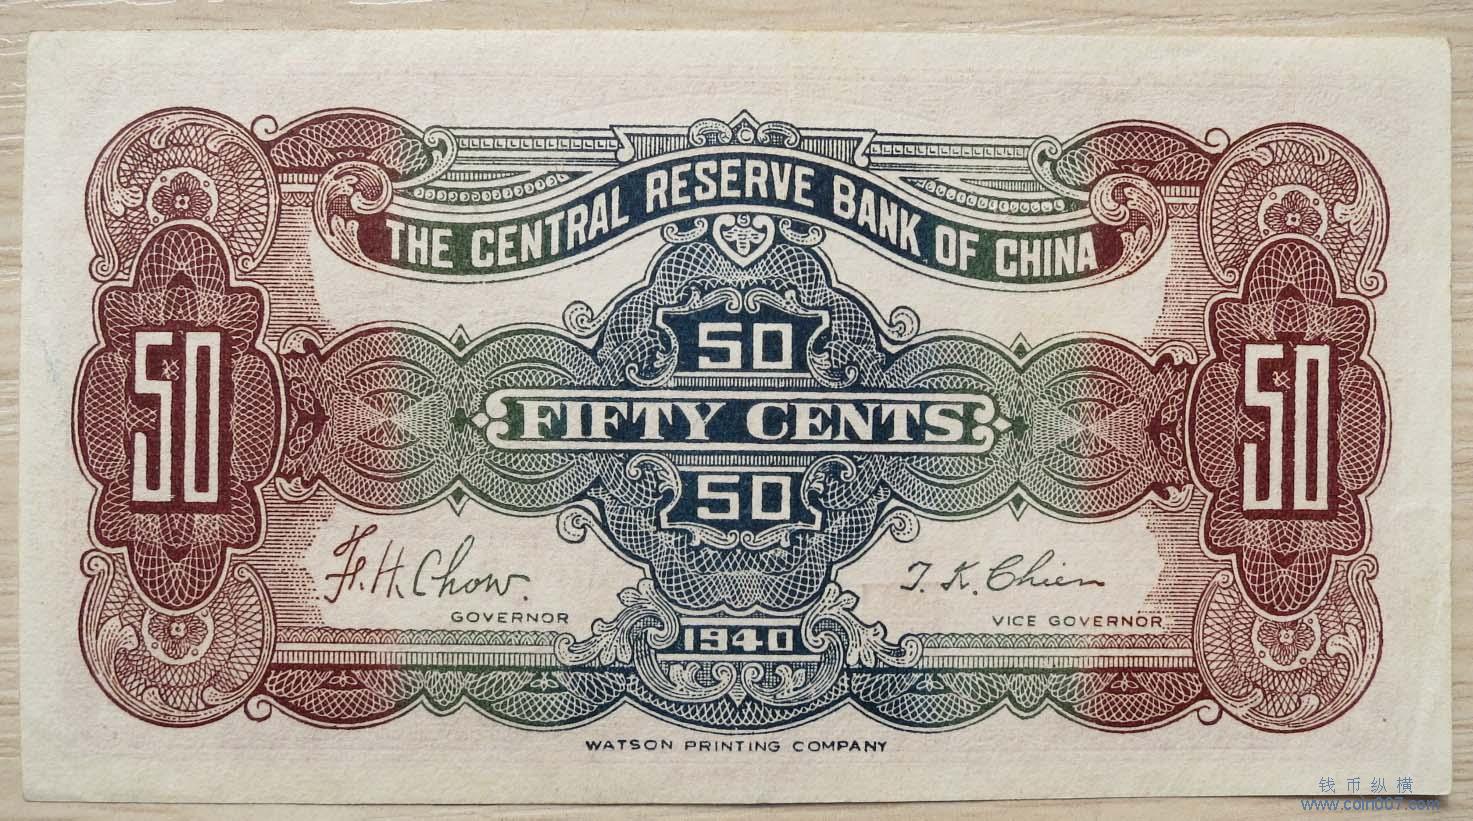 THE CENTRAL RESERVE BANK OF CHINA
50
50
50
FIFTY CENTS
50
F. H. Chow.
GOVERNOR
T. K. Chien
VICE GOVERNOR
1940
WATSON PRINTING COMPANY
钱币纵横
www.coin007.com